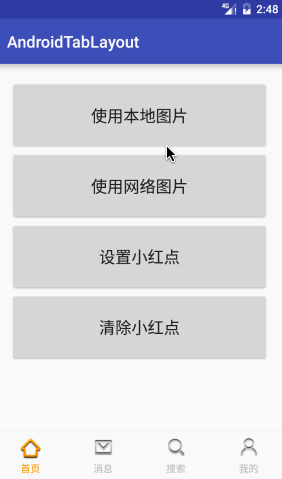 4G 2:48
AndroidTabLayout
使用本地图片
使用网络图片
设置小红点
清除小红点
首页 消息 搜索 我的